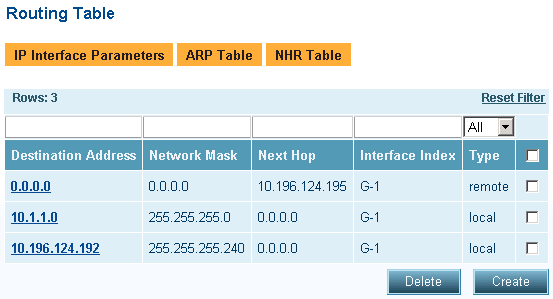 Routing Table
IP Interface Parameters ARP Table NHR Table
Rows: 3 Reset Filter
All
Destination Address Network Mask Next Hop Interface Index Type
0.0.0.0 0.0.0.0 10.196.124.195 G-1 remote
10.1.1.0 255.255.255.0 0.0.0.0 G-1 local
10.196.124.192 255.255.255.240 0.0.0.0 G-1 local
Delete Create